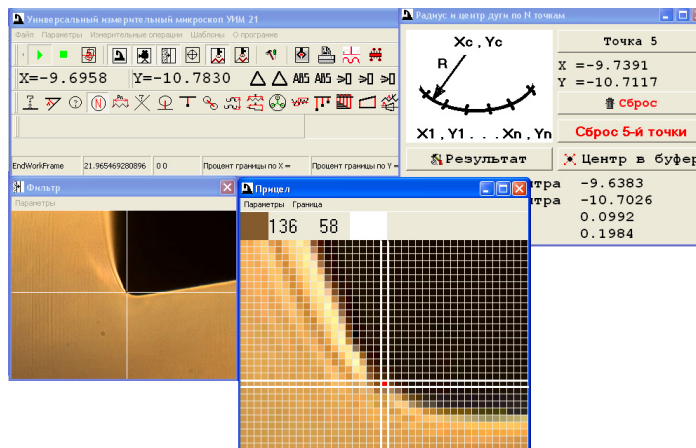 Универсальный измерительный микроскоп УИМ 21
Файл Параметры Измерительные операции Шаблоны О программе
X=-9.6958 Y=-10.7830
ABS ABS
EndWorkFrame 21.965469280896 0 0 Процент границы по X = Процент границы по Y =
Радиус и центр дуги по N точкам
Xc , Yc
R
X1 , Y1 . . . Xn , Yn
Точка 5
X =-9.7391
Y =-10.7117
Сброс
Сброс 5-й точки
Результат
Центр в буфер
-9.6383
-10.7026
0.0992
0.1984
Фильтр
Параметры
Прицел
Параметры Граница
136 58